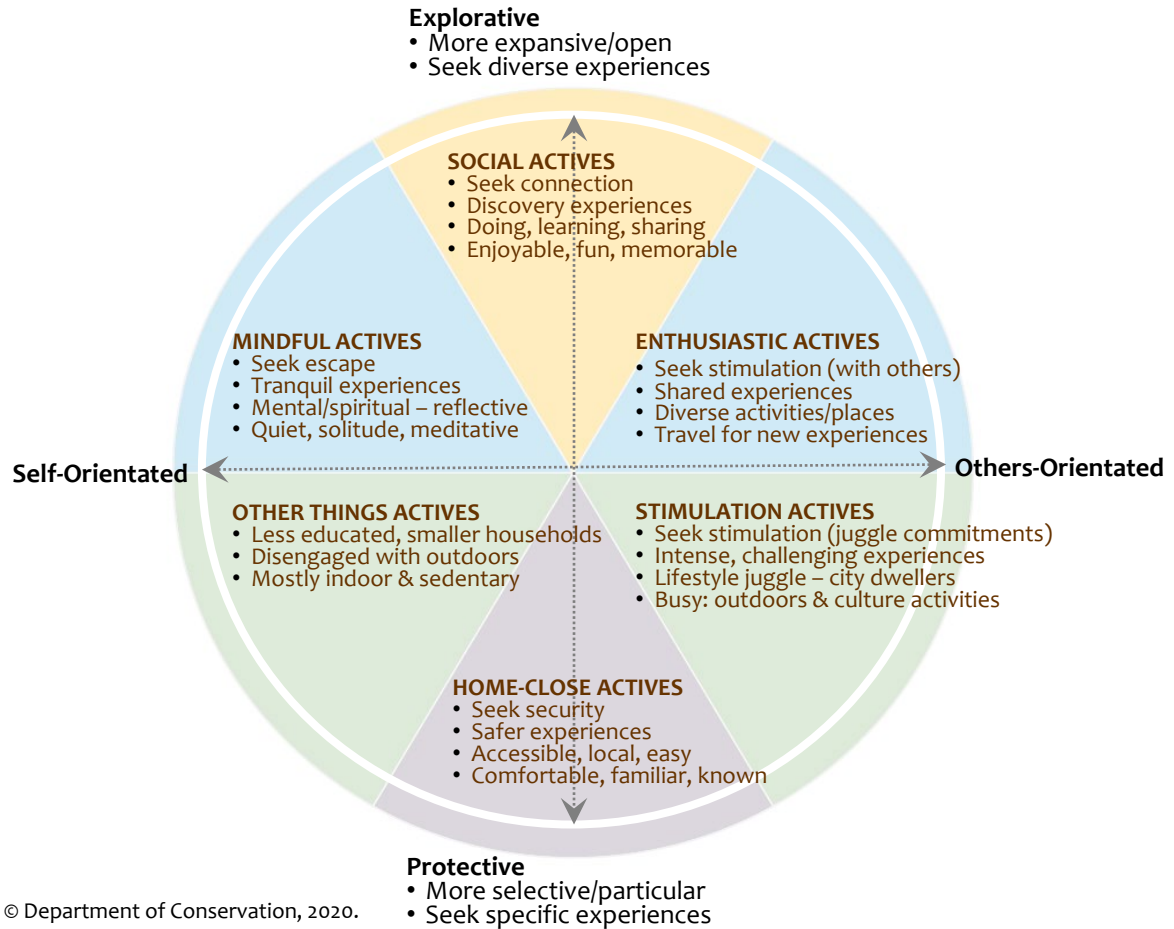 Explorative
• More expansive/open
• Seek diverse experiences
SOCIAL ACTIVES
• Seek connection
• Discovery experiences
• Doing, learning, sharing
• Enjoyable, fun, memorable
MINDFUL ACTIVES
• Seek escape
• Tranquil experiences
• Mental/spiritual – reflective
• Quiet, solitude, meditative
ENTHUSIASTIC ACTIVES
• Seek stimulation (with others)
• Shared experiences
• Diverse activities/places
• Travel for new experiences
Self-Orientated
Others-Orientated
OTHER THINGS ACTIVES
• Less educated, smaller households
• Disengaged with outdoors
• Mostly indoor & sedentary
STIMULATION ACTIVES
• Seek stimulation (juggle commitments)
• Intense, challenging experiences
• Lifestyle juggle – city dwellers
• Busy: outdoors & culture activities
HOME-CLOSE ACTIVES
• Seek security
• Safer experiences
• Accessible, local, easy
• Comfortable, familiar, known
Protective
• More selective/particular
• Seek specific experiences
© Department of Conservation, 2020.